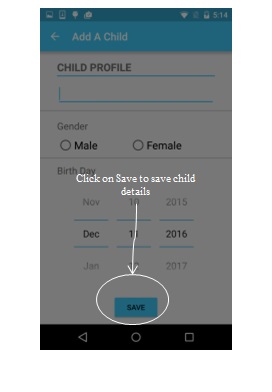 5:14
Add A Child
CHILD PROFILE
Gender
Male Female
Birth Day
Click on Save to save child
details
Nov 10 2015
Dec 11 2016
Jan 2017
SAVE